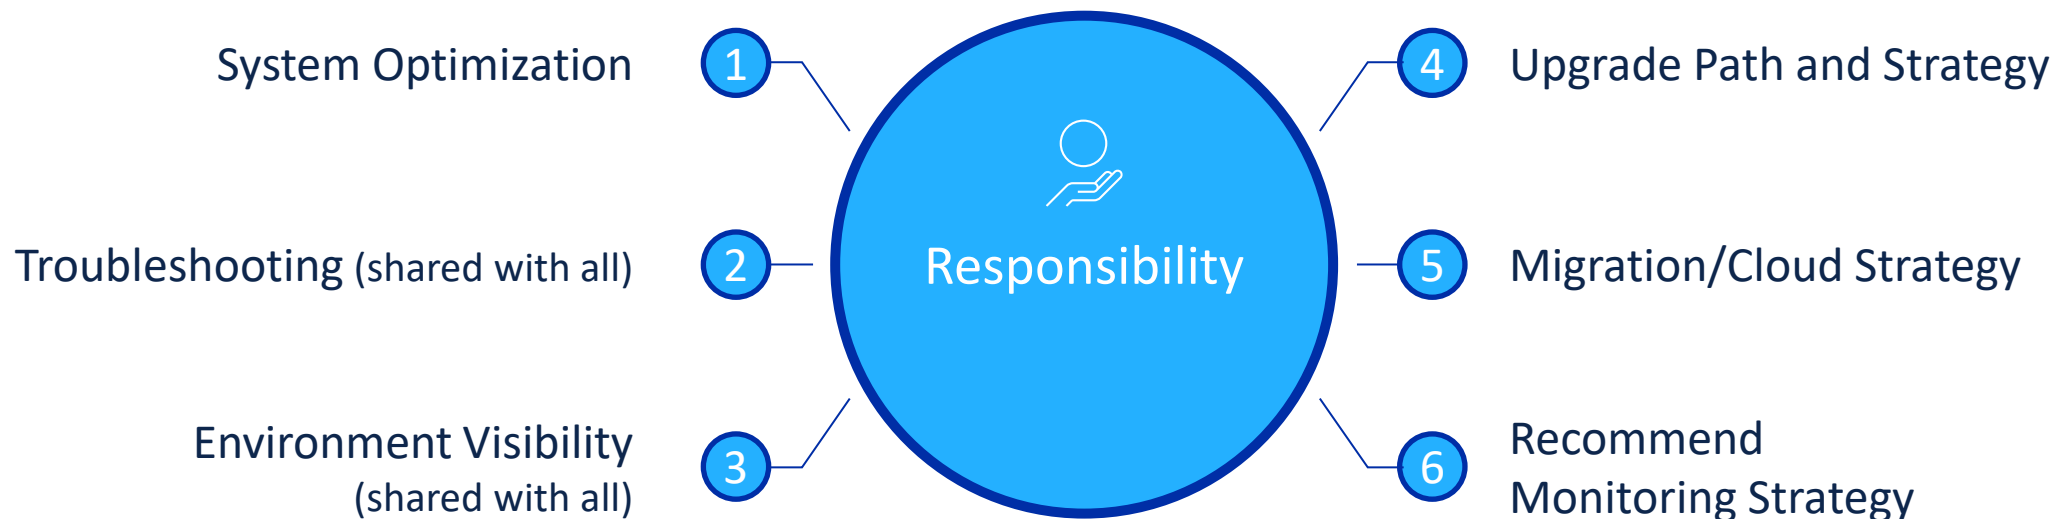 System Optimization
1
Troubleshooting (shared with all)
2
Environment Visibility
(shared with all)
3
Responsibility
4
Upgrade Path and Strategy
5
Migration/Cloud Strategy
6
Recommend
Monitoring Strategy